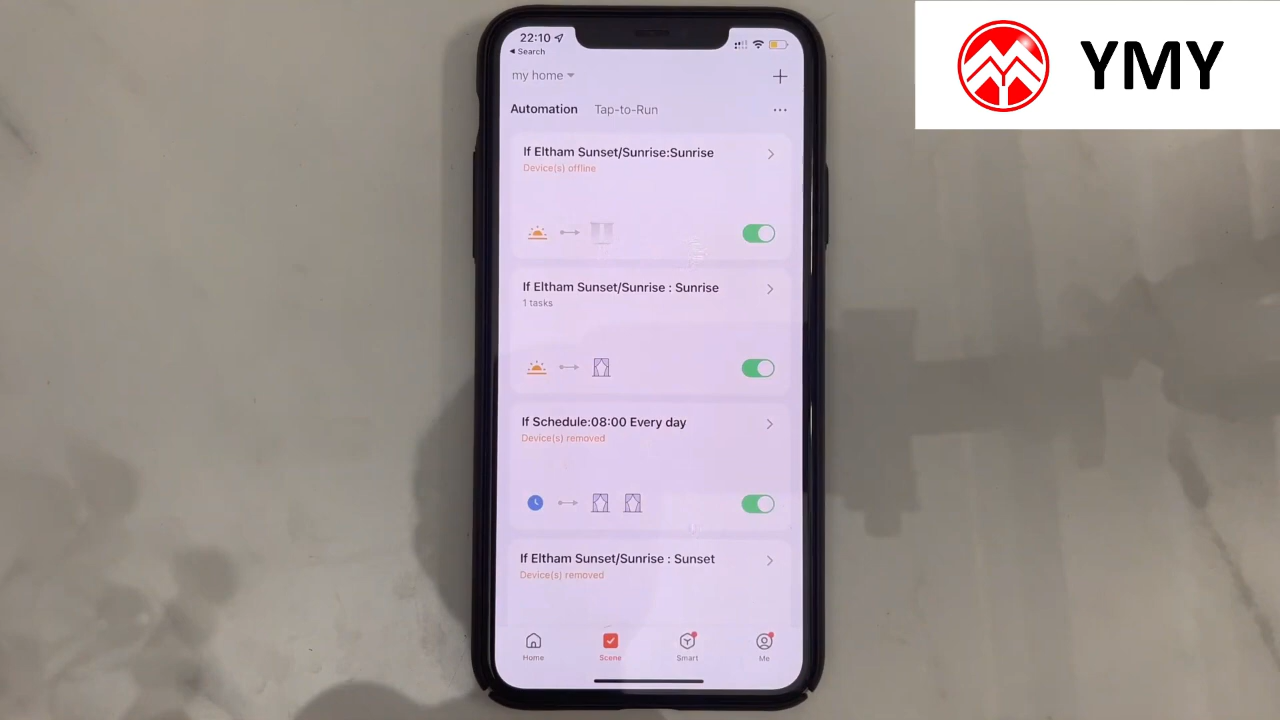 22:10
Search
my home
Automation Tap-to-Run
If Eltham Sunset/Sunrise:Sunrise
Device(s) offline
If Eltham Sunset/Sunrise : Sunrise
1 tasks
If Schedule:08:00 Every day
Device(s) removed
If Eltham Sunset/Sunrise : Sunset
Device(s) removed
Home Scene Smart Me
YMY